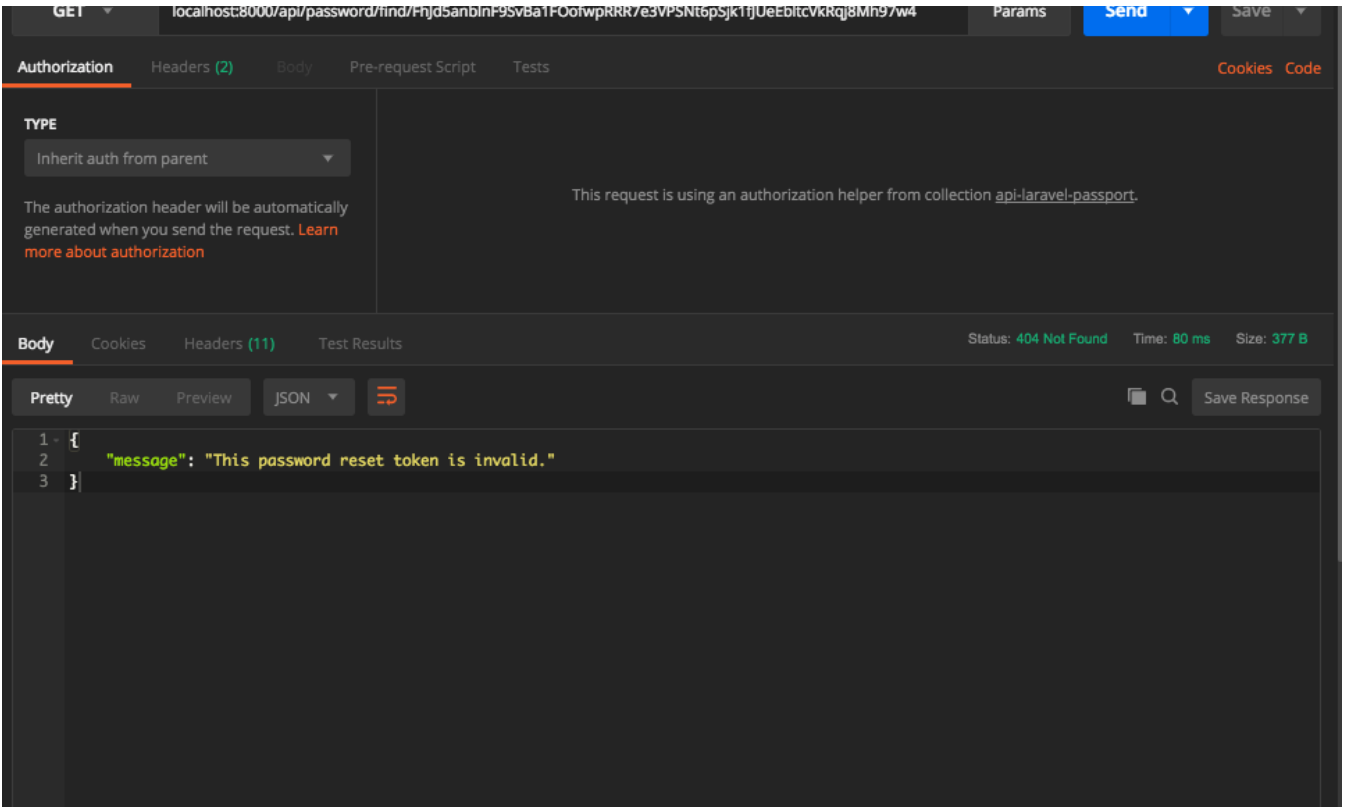 GET
localhost:8000/api/password/find/FhJd5anbInF9SvBa1FOofwpRRR7e3VPSNt6pSjk1fJUeEbltcVkRqj8Mh97w4
Params Send Save
Authorization Headers (2) Body Pre-request Script Tests Cookies Code
TYPE
Inherit auth from parent
The authorization header will be automatically
generated when you send the request. Learn
more about authorization
This request is using an authorization helper from collection api-laravel-passport.
Body Cookies Headers (11) Test Results Status: 404 Not Found Time: 80 ms Size: 377 B
Pretty Raw Preview JSON Save Response
1 {
2 "message": "This password reset token is invalid."
3 }